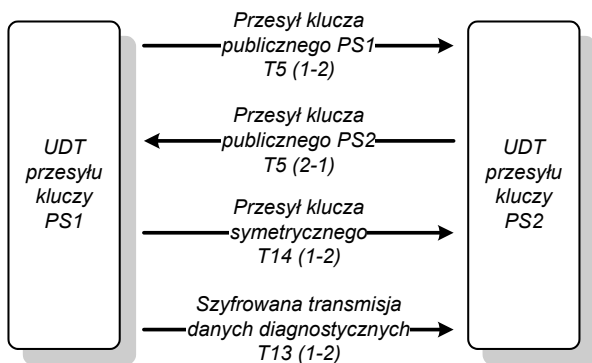 UDT
przesyłu
kluczy
PS1
Przesył klucza
publicznego PS1
T5 (1-2)
Przesył klucza
publicznego PS2
T5 (2-1)
Przesył klucza
symetrycznego
T14 (1-2)
Szyfrowana transmisja
danych diagnostycznych
T13 (1-2)
UDT
przesyłu
kluczy
PS2